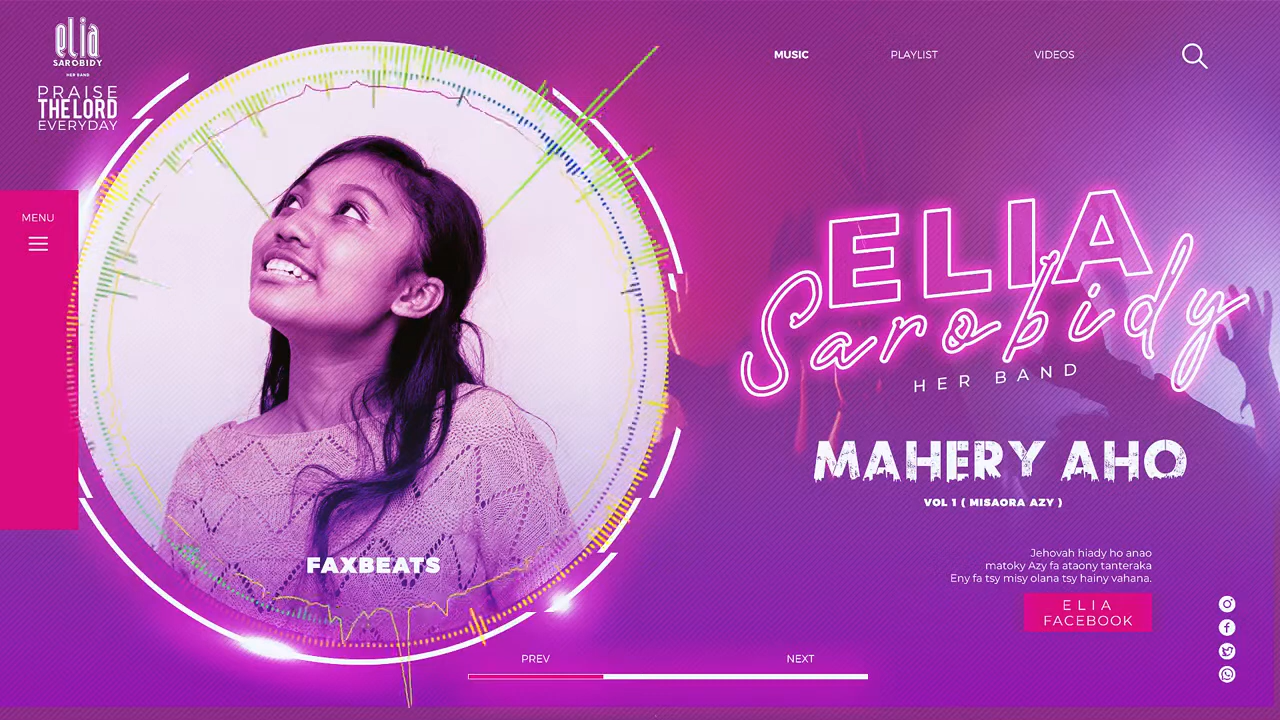 elia
SAROBIDY
HER BAND
PRAISE
THE LORD
EVERYDAY
MENU
MUSIC
PLAYLIST
VIDEOS
ELIA
Sarobidy
HER BAND
MAHERY AHO
VOL 1 ( MISAORA AZY )
FAXBEATS
Jehovah hiady ho anao
matoky Azy fa ataony tanteraka
Eny fa tsy misy olana tsy hainy vahana.
ELIA
FACEBOOK
PREV
NEXT